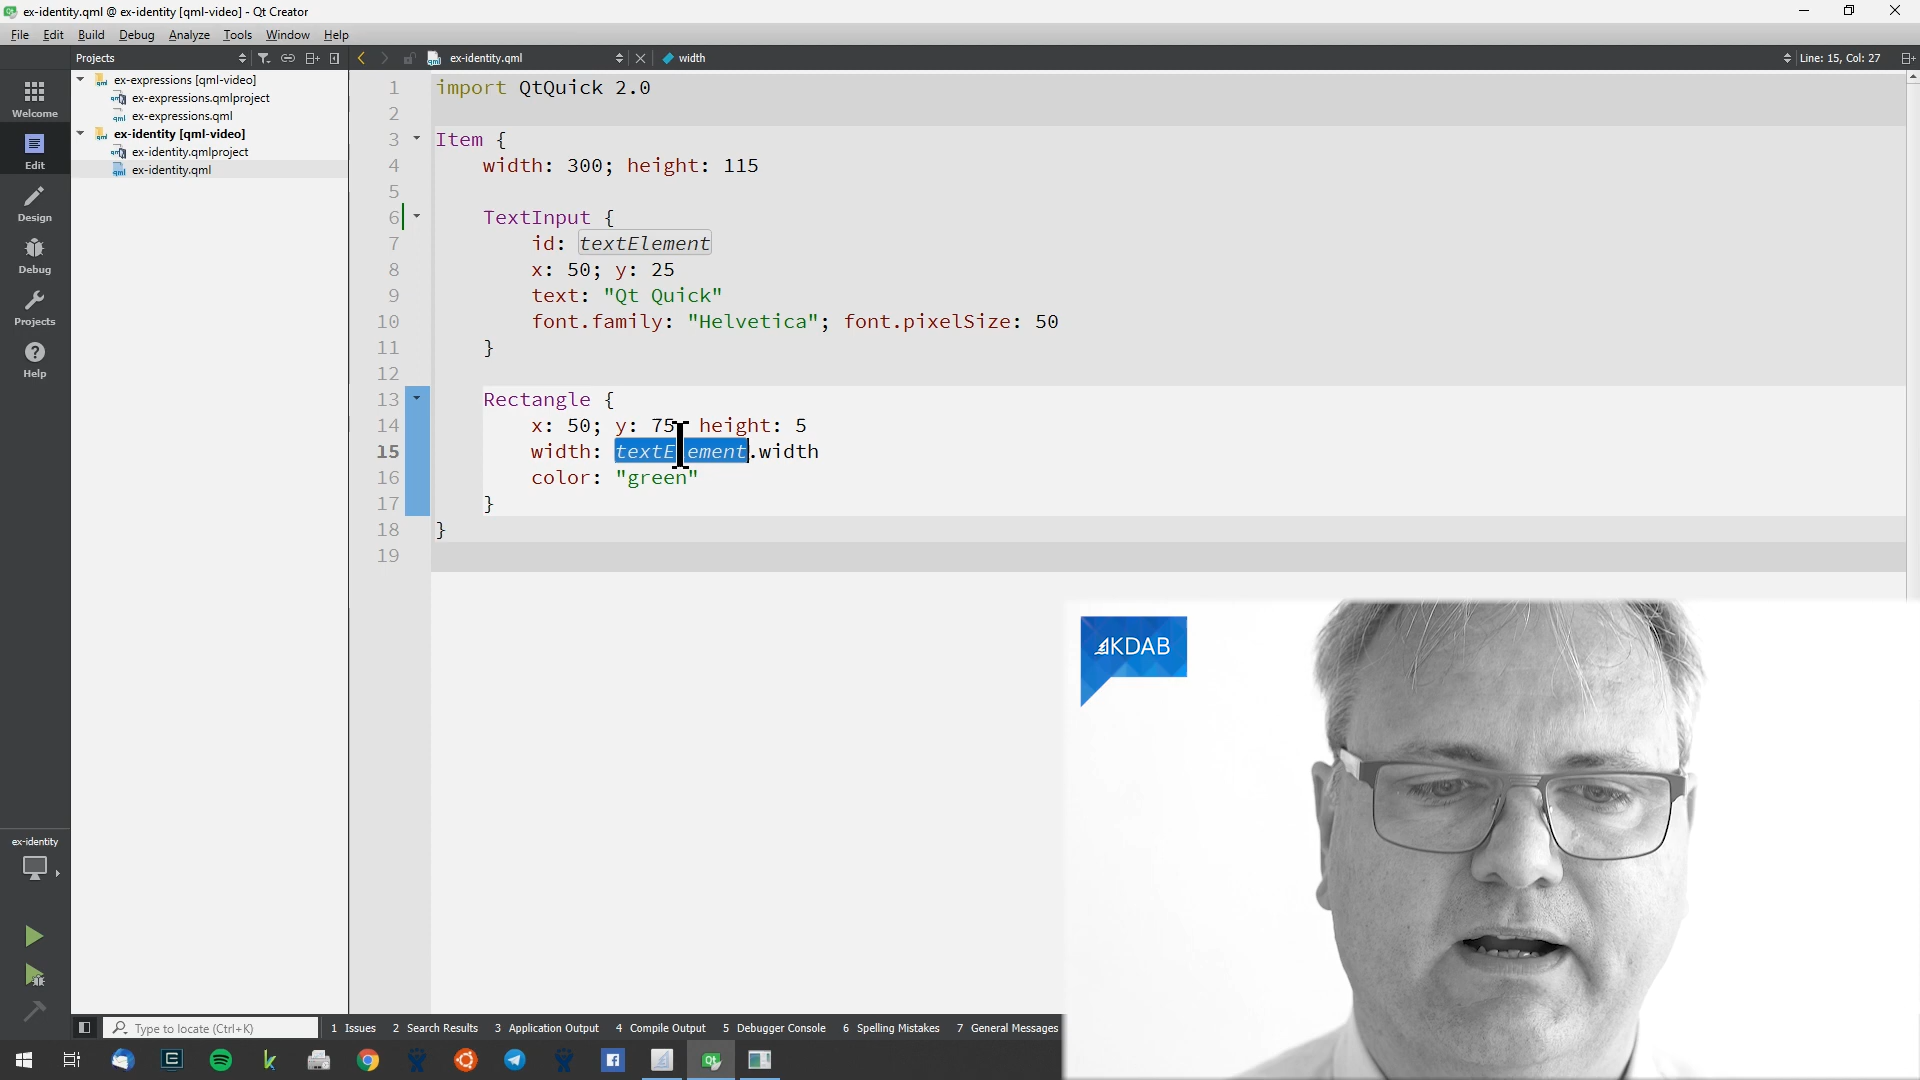 ex-identity.qml @ ex-identity [qml-video] - Qt Creator
File Edit Build Debug Analyze Tools Window Help
Projects
ex-identity.qml
width
Line: 15, Col: 27
Welcome
Edit
Design
Debug
Projects
Help
ex-expressions [qml-video]
ex-expressions.qmlproject
ex-expressions.qml
ex-identity [qml-video]
ex-identity.qmlproject
ex-identity.qml
1 import QtQuick 2.0
2
3 Item {
4 width: 300; height: 115
5
6 TextInput {
7 id: textElement
8 x: 50; y: 25
9 text: "Qt Quick"
10 font.family: "Helvetica"; font.pixelSize: 50
11 }
12
13 Rectangle {
14 x: 50; y: 75; height: 5
15 width: textElement.width
16 color: "green"
17 }
18 }
19
KDAB
ex-identity
Type to locate (Ctrl+K)
1 Issues 2 Search Results 3 Application Output 4 Compile Output 5 Debugger Console 6 Spelling Mistakes 7 General Messages